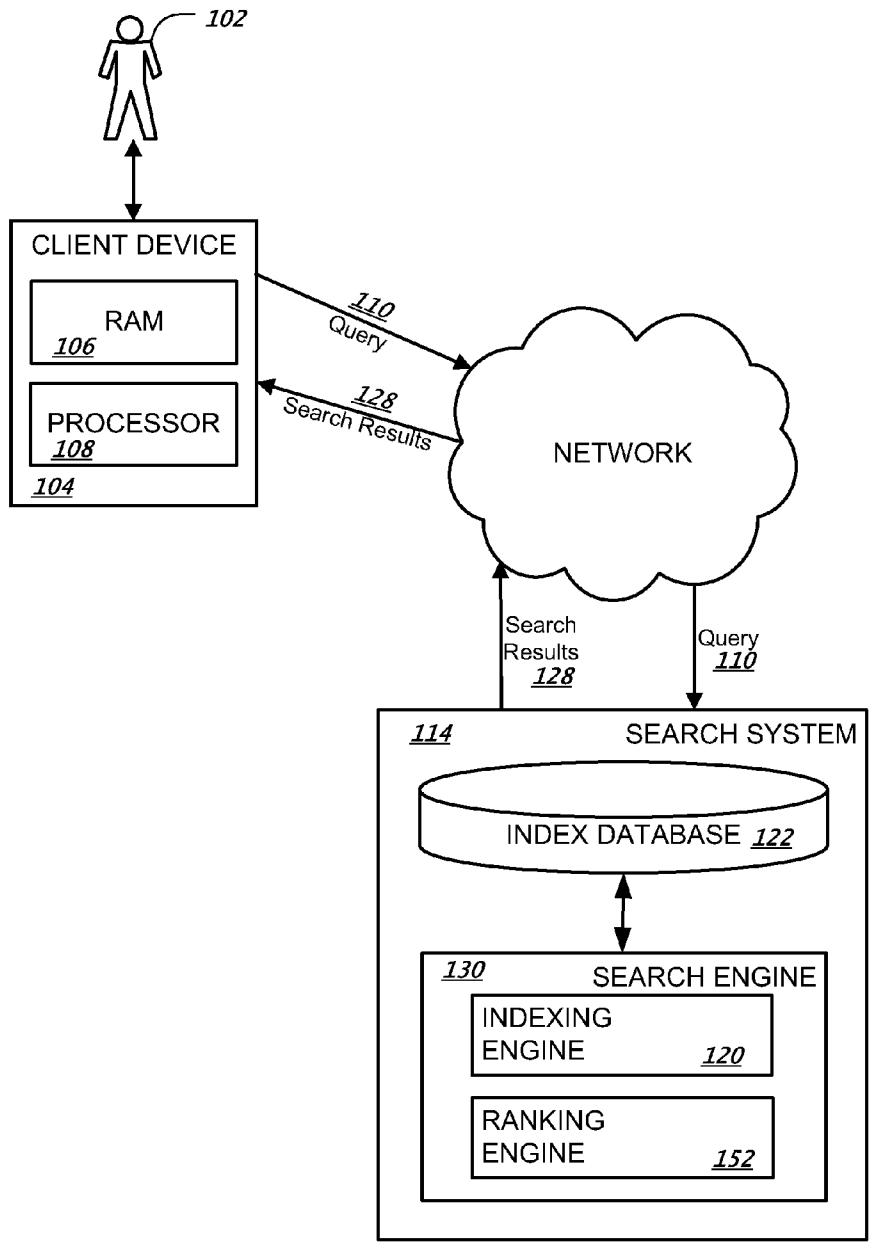 102
CLIENT DEVICE
RAM
106
PROCESSOR
108
104
110
Query
128
Search Results
NETWORK
Search
Results
128
Query
110
114
SEARCH SYSTEM
INDEX DATABASE 122
130
SEARCH ENGINE
INDEXING
ENGINE 120
RANKING
ENGINE 152